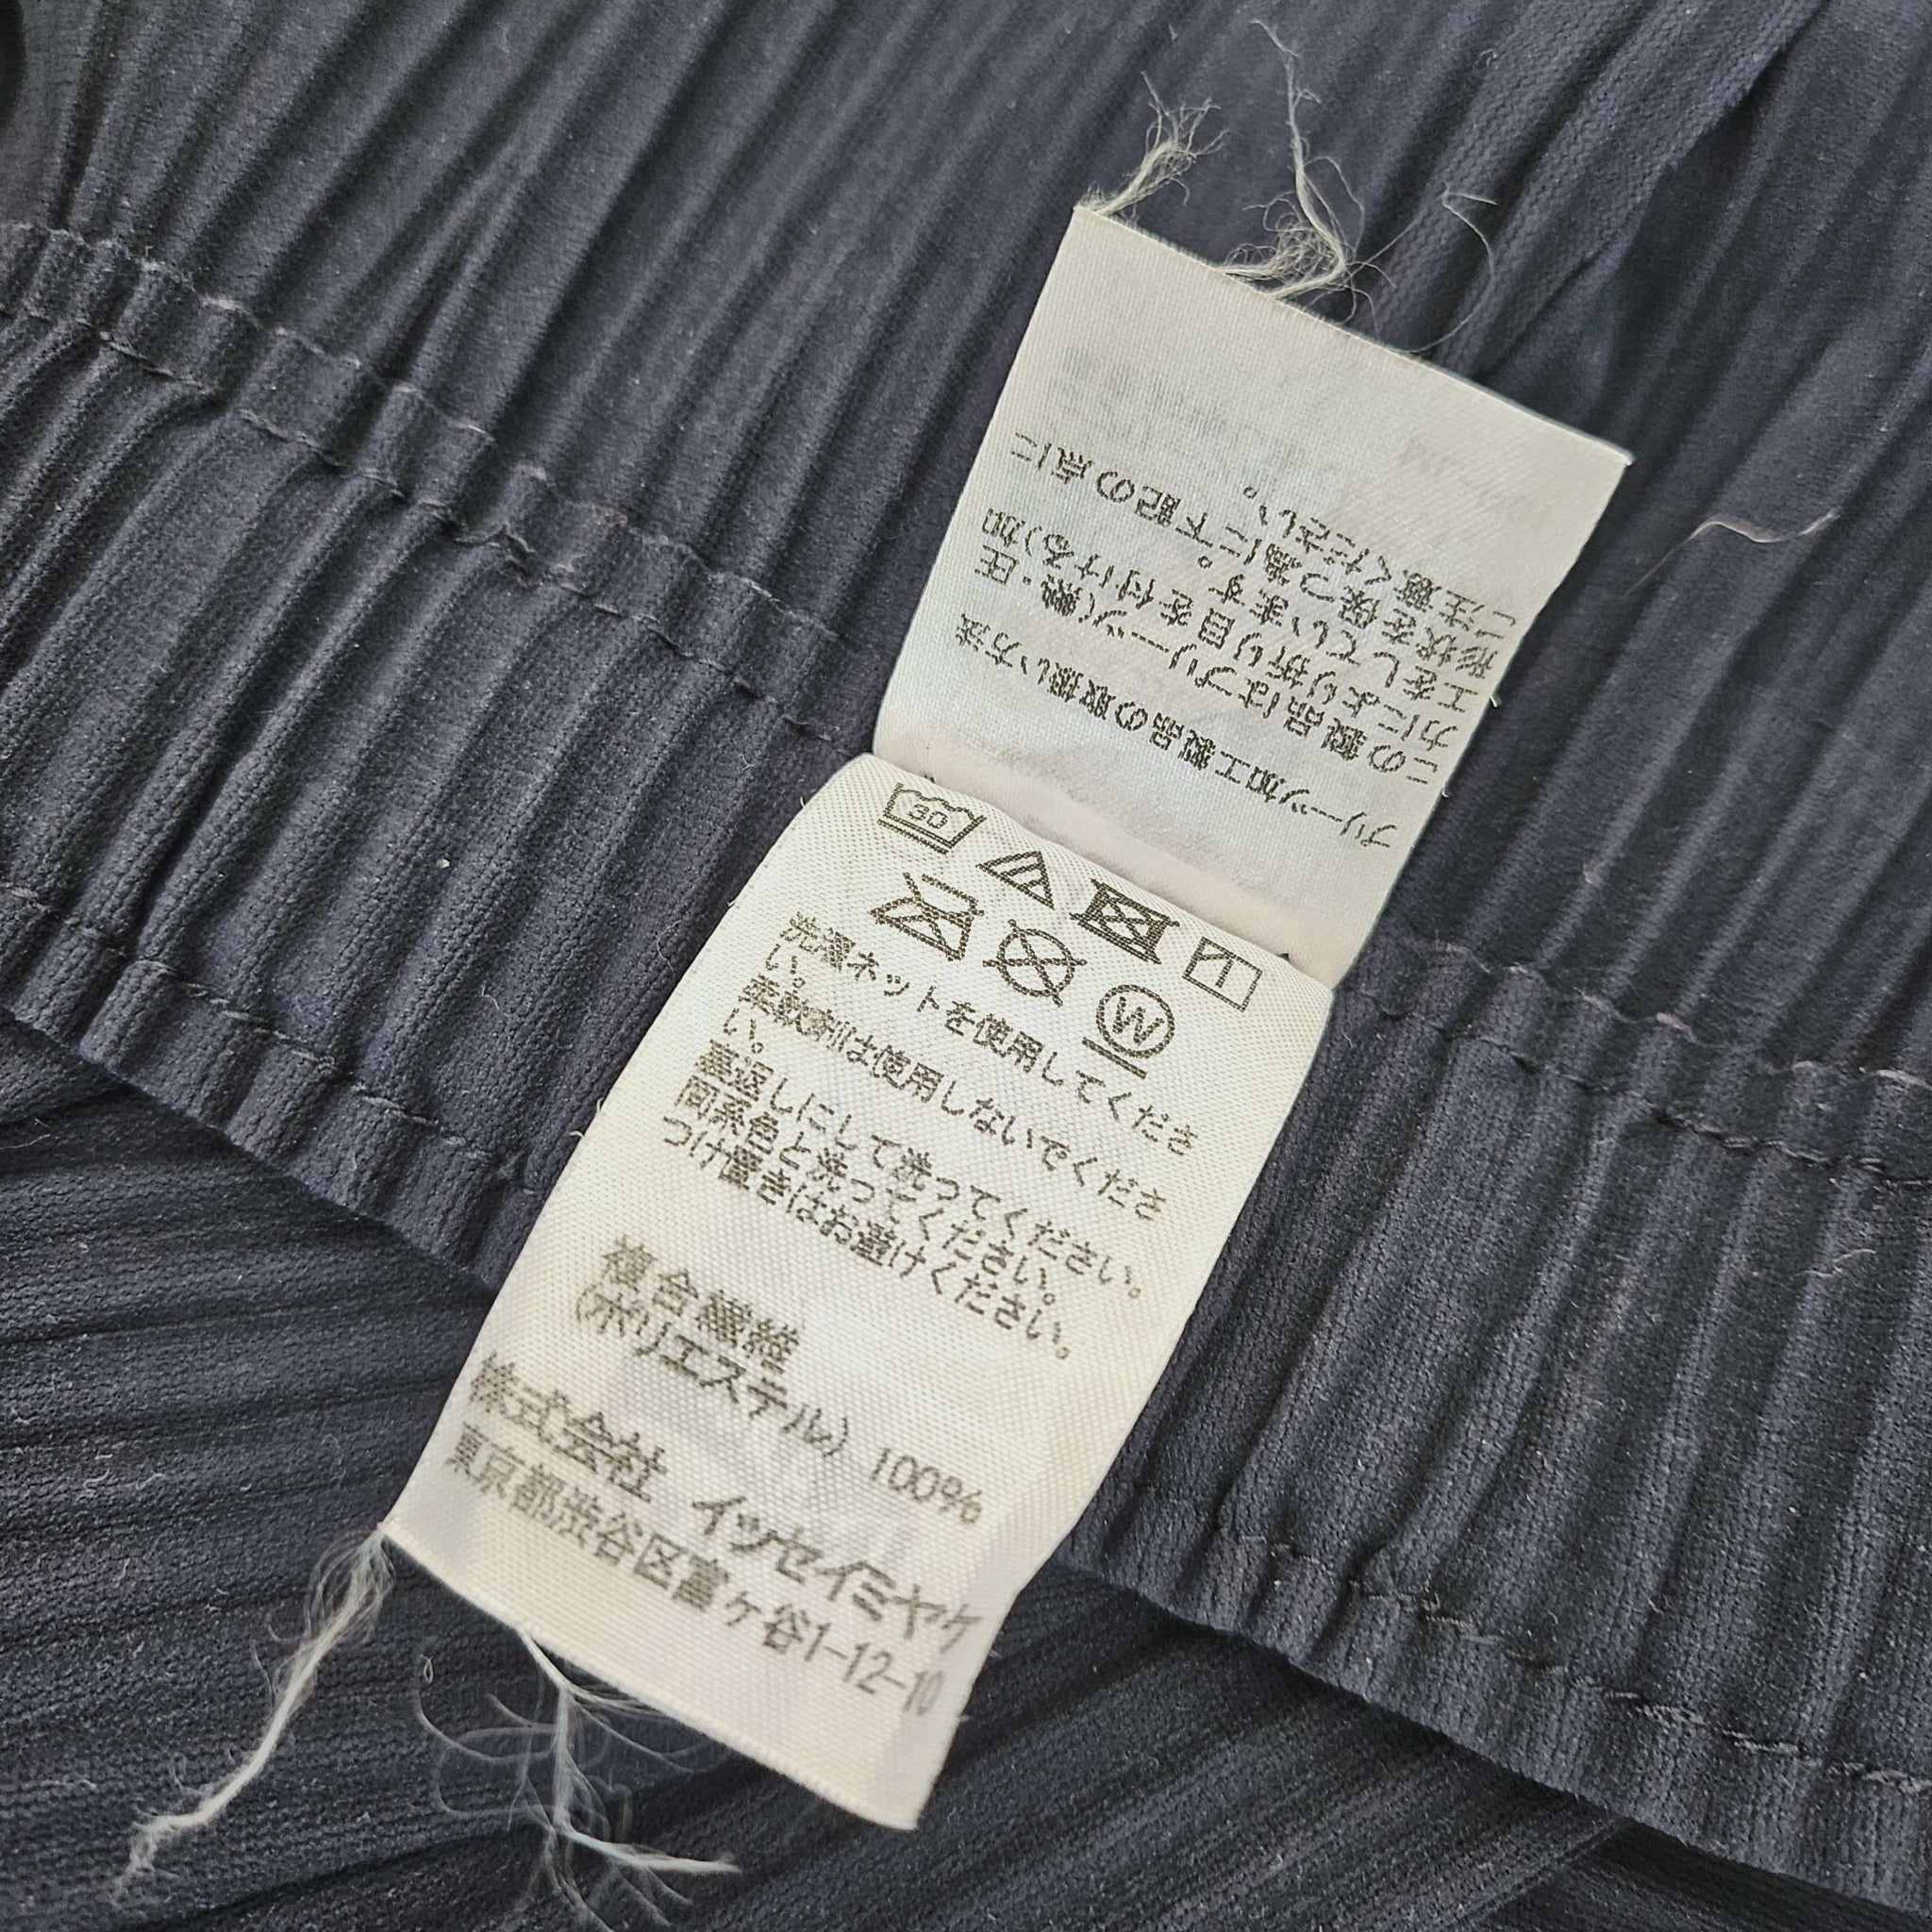 プリーツ加工製品の取扱い方式
この製品はプリーツ(熱・圧
力により折り目を付ける)加
工をしています。
形状を保つ為に下記の点に
ご注意ください。
30
W
洗濯ネットを使用してくださ
い。
柔軟剤は使用しないでくださ
い。
裏返しにして洗ってください。
同系色と洗ってください。
つけ置きはお避けください。
複合繊維
(ポリエステル) 100%
株式会社 イッセイミヤケ
東京都渋谷区富ヶ谷1-12-10